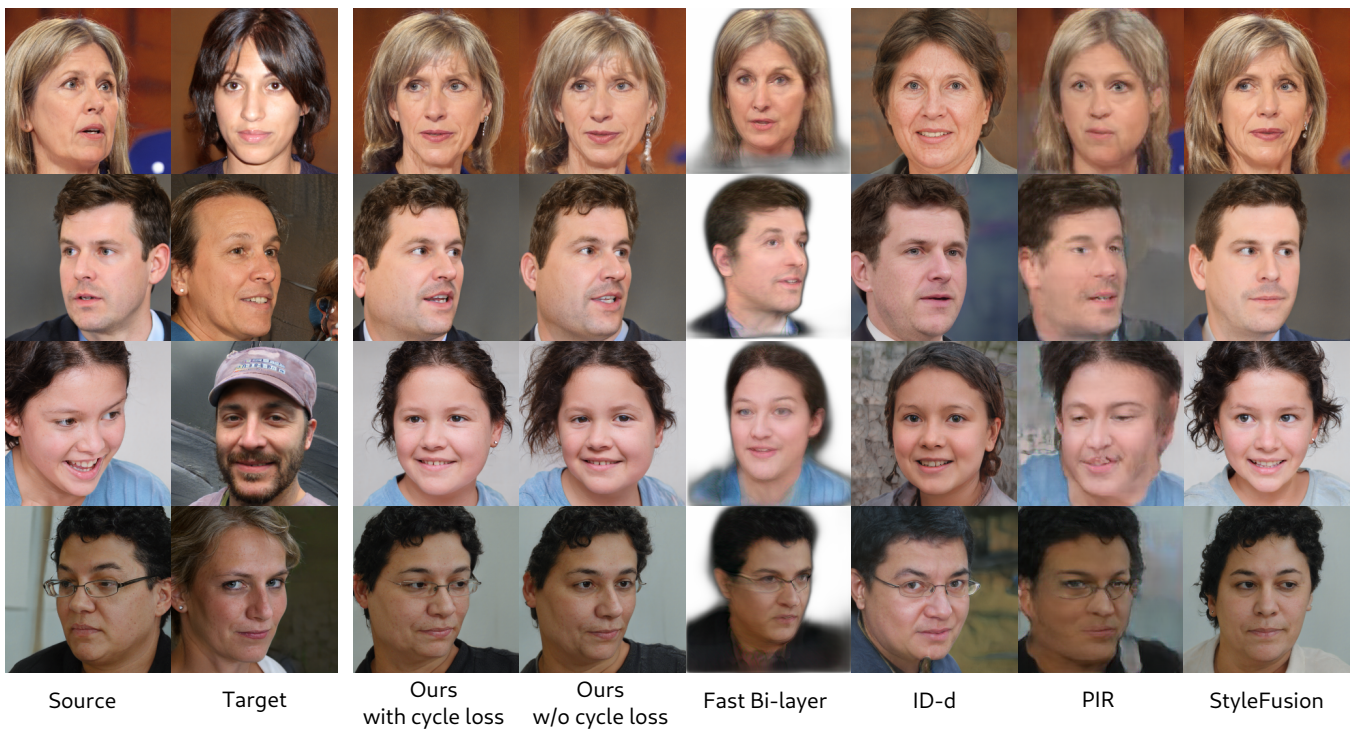 Source
Target
Ours
with cycle loss
Ours
w/o cycle loss
Fast Bi-layer
ID-d
PIR
StyleFusion